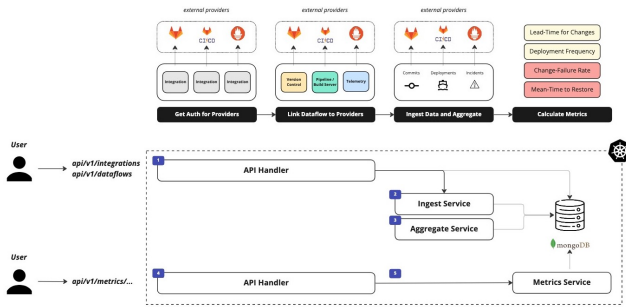 external providers
external providers
external providers
CI/CD
CI/CD
CI/CD
Integration
Integration
Integration
Version Control
Pipeline / Build Server
Telemetry
Commits
Deployments
Incidents
Lead-Time for Changes
Deployment Frequency
Change-Failure Rate
Mean-Time to Restore
Get Auth for Providers
Link Dataflow to Providers
Ingest Data and Aggregate
Calculate Metrics
User
api/v1/integrations
api/v1/dataflows
1
API Handler
2
Ingest Service
3
Aggregate Service
mongoDB
User
api/v1/metrics/...
4
API Handler
5
Metrics Service